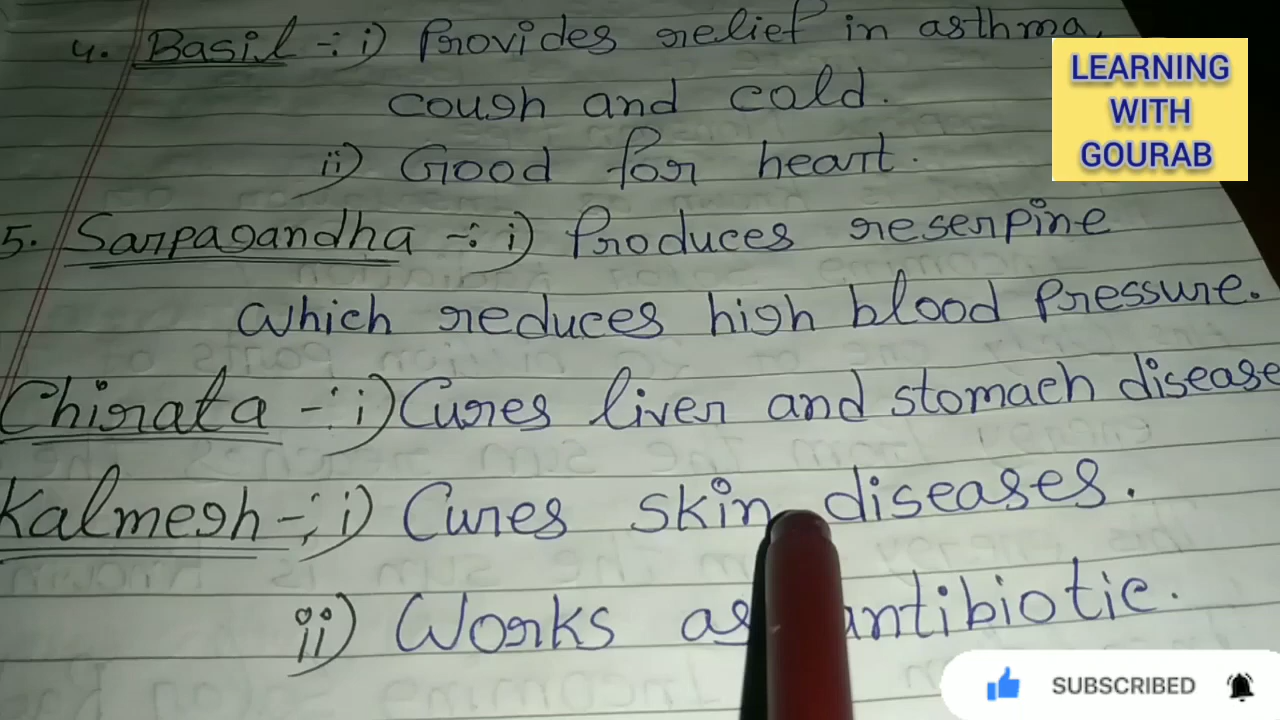 4. Basil -: i) Provides relief in asthma,
cough and cold.
ii) Good for heart.
5. Sarpagandha -: i) Produces reserpine
which reduces high blood pressure.
Chirata -: i) Cures liver and stomach disease
Kalmegh -: i) Cures skin diseases.
ii) Works as antibiotic.
LEARNING
WITH
GOURAB
SUBSCRIBED